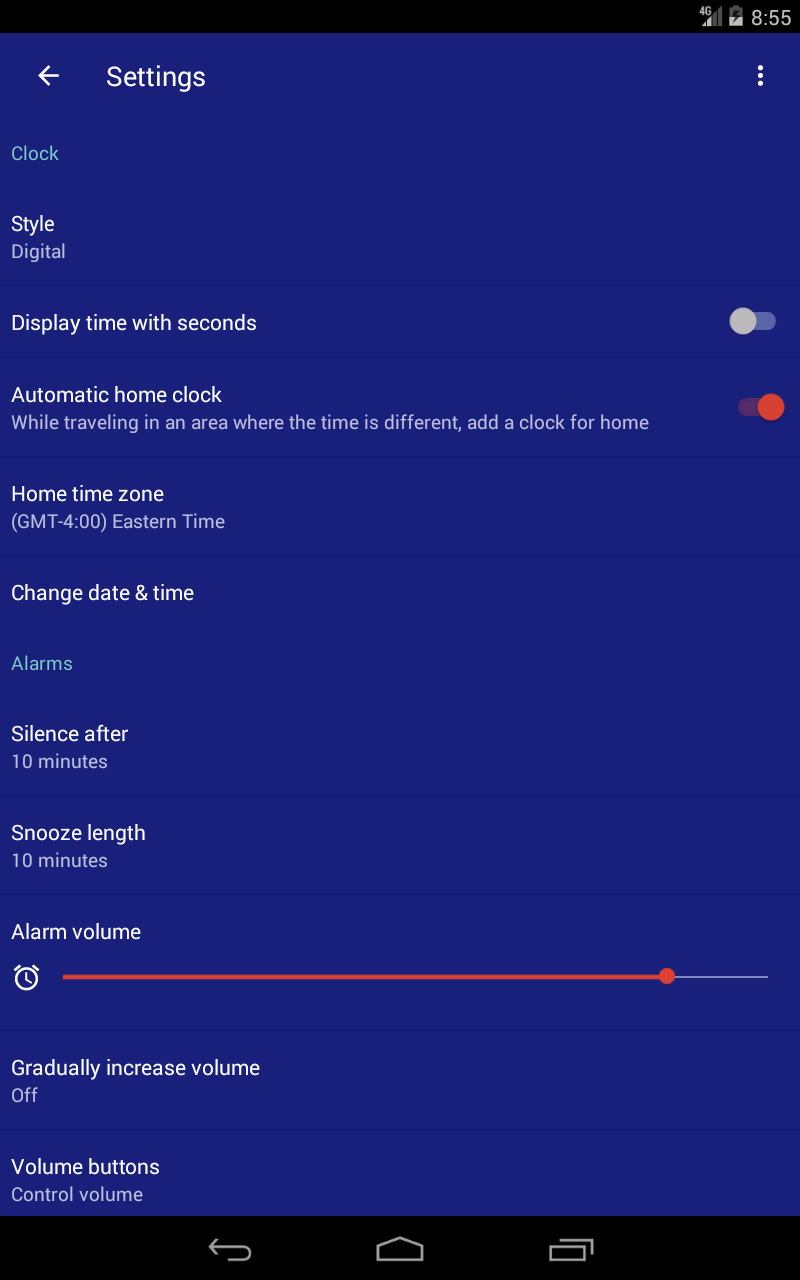 4G 8:55
Settings
Clock
Style
Digital
Display time with seconds
Automatic home clock
While traveling in an area where the time is different, add a clock for home
Home time zone
(GMT-4:00) Eastern Time
Change date & time
Alarms
Silence after
10 minutes
Snooze length
10 minutes
Alarm volume
Gradually increase volume
Off
Volume buttons
Control volume